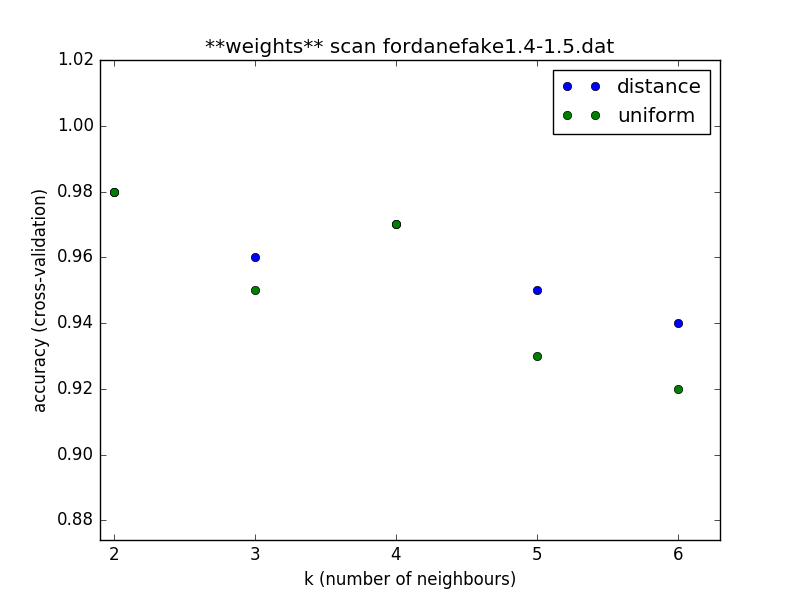 **weights** scan fordanefake1.4-1.5.dat
distance
uniform
1.02
1.00
0.98
0.96
0.94
0.92
0.90
0.88
accuracy (cross-validation)
2 3 4 5 6
k (number of neighbours)